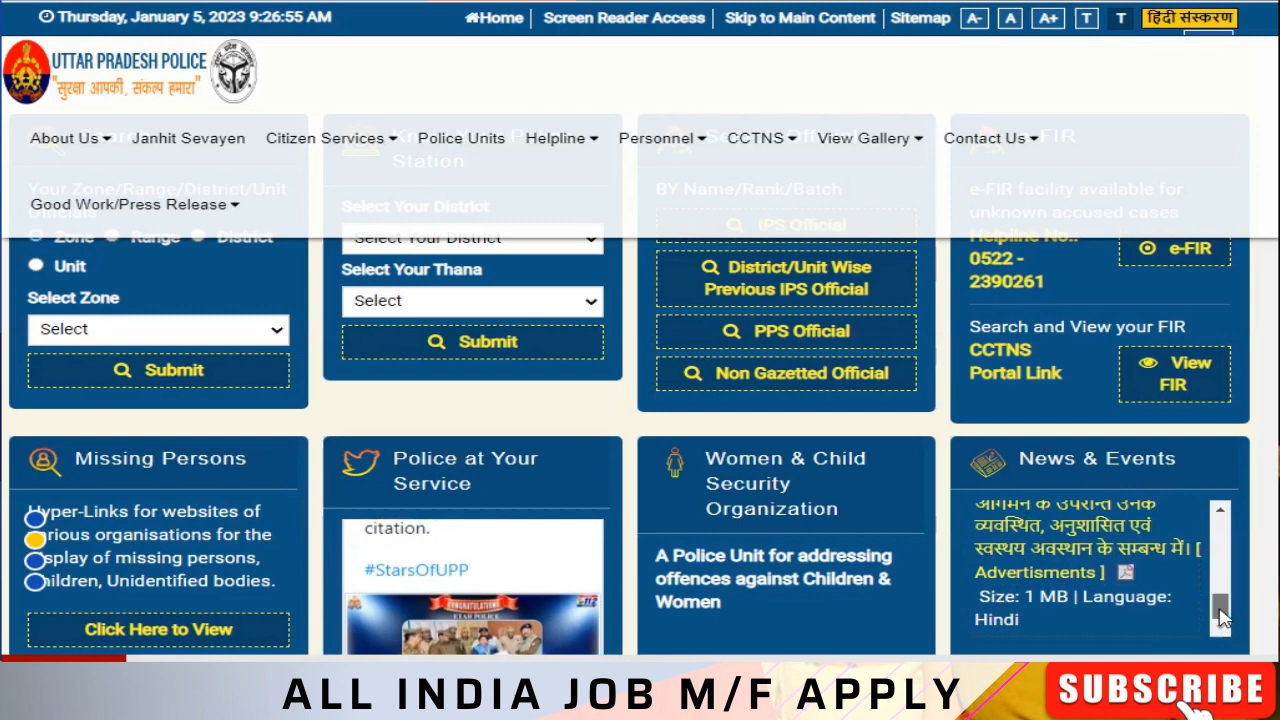 Thursday, January 5, 2023 9:26:55 AM
Home | Screen Reader Access | Skip to Main Content | Sitemap A- A A+ T T हिंदी संस्करण
UTTAR PRADESH POLICE
"सुरक्षा आपकी, संकल्प हमारा"
About Us Janhit Sevayen Citizen Services Police Units Helpline Personnel CCTNS View Gallery Contact Us
Good Work/Press Release
Your Zone/Range/District/Unit
Zone Range District
Unit
Select Zone
Select
Submit
Station
Select Your District
Select Your District
Select Your Thana
Select
Submit
BY Name/Rank/Batch
IPS Official
District/Unit Wise
Previous IPS Official
PPS Official
Non Gazetted Official
FIR
e-FIR facility available for
unknown accused cases
Helpline No.:
0522 -
2390261
e-FIR
Search and View your FIR
CCTNS
Portal Link
View
FIR
Missing Persons
Hyper-Links for websites of
rious organisations for the
splay of missing persons,
ildren, Unidentified bodies.
Click Here to View
Police at Your
Service
citation.
#StarsOfUPP
CONGRATULATIONS
ETAH POLICE
112
Women & Child
Security
Organization
A Police Unit for addressing
offences against Children &
Women
News & Events
आगमन के उपरान्त उनके
व्यवस्थित, अनुशासित एवं
स्वस्थय अवस्थान के सम्बन्ध में। [
Advertisments ]
Size: 1 MB | Language:
Hindi
ALL INDIA JOB M/F APPLY
SUBSCRIBE